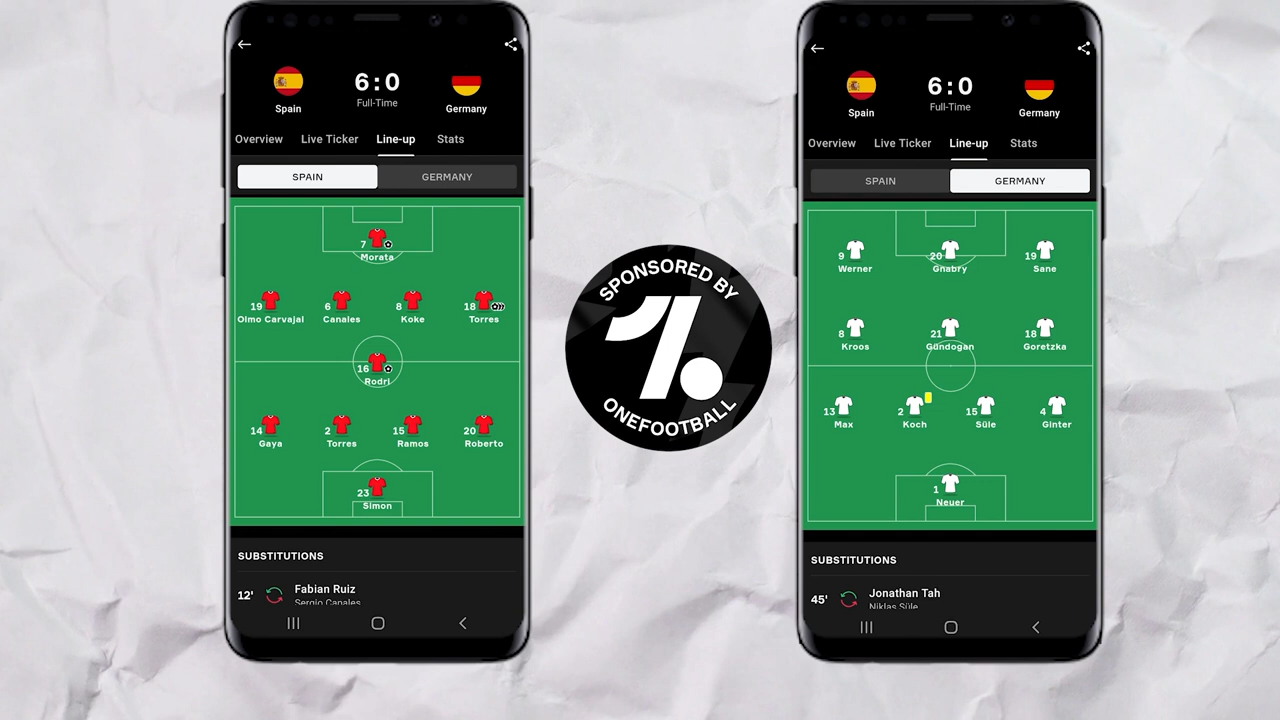 6:0
Full-Time
Spain
Germany
Overview Live Ticker Line-up Stats
SPAIN GERMANY
7
Morata
19 6 8 18
Olmo Carvajal Canales Koke Torres
16
Rodri
14 2 15 20
Gaya Torres Ramos Roberto
23
Simon
SUBSTITUTIONS
12' Fabian Ruiz
Sergio Canales
SPONSORED BY
ONEFOOTBALL
6:0
Full-Time
Spain
Germany
Overview Live Ticker Line-up Stats
SPAIN GERMANY
9 20 19
Werner Gnabry Sane
8 21 18
Kroos Gündogan Goretzka
13 2 15 4
Max Koch Süle Ginter
1
Neuer
SUBSTITUTIONS
45' Jonathan Tah
Niklas Süle